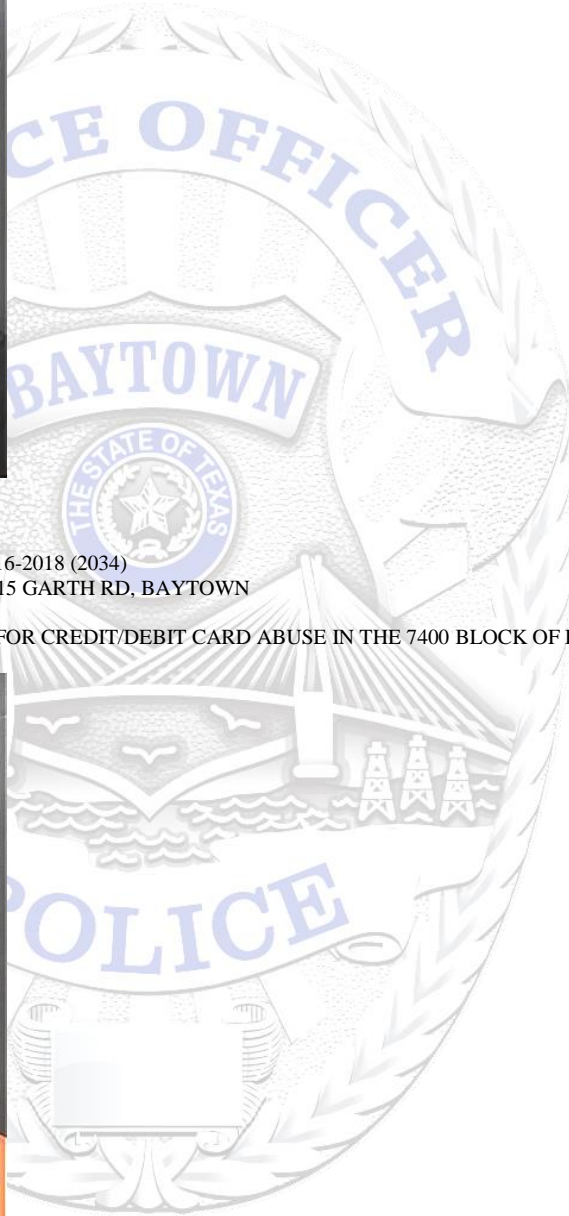 CE OFFICER
BAYTOWN
THE STATE OF TEXAS
16-2018 (2034)
15 GARTH RD, BAYTOWN
FOR CREDIT/DEBIT CARD ABUSE IN THE 7400 BLOCK OF
POLICE